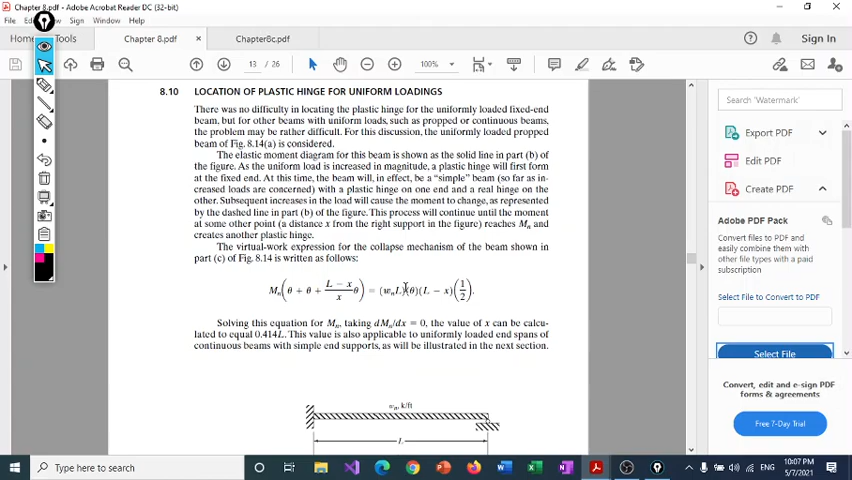 Chapter 8.pdf - Adobe Acrobat Reader DC (32-bit)
File
Sign Window Help
Home Tools Chapter 8.pdf × Chapter8c.pdf Sign In
13 / 26 100%
8.10 LOCATION OF PLASTIC HINGE FOR UNIFORM LOADINGS
There was no difficulty in locating the plastic hinge for the uniformly loaded fixed-end
beam, but for other beams with uniform loads, such as propped or continuous beams,
the problem may be rather difficult. For this discussion, the uniformly loaded propped
beam of Fig. 8.14(a) is considered.
The elastic moment diagram for this beam is shown as the solid line in part (b) of
the figure. As the uniform load is increased in magnitude, a plastic hinge will first form
at the fixed end. At this time, the beam will, in effect, be a “simple” beam (so far as in-
creased loads are concerned) with a plastic hinge on one end and a real hinge on the
other. Subsequent increases in the load will cause the moment to change, as represented
by the dashed line in part (b) of the figure. This process will continue until the moment
at some other point (a distance x from the right support in the figure) reaches Mn and
creates another plastic hinge.
The virtual-work expression for the collapse mechanism of the beam shown in
part (c) of Fig. 8.14 is written as follows:
Mn(θ + θ + (L − x)/x θ) = (wnL)(θ)(L − x)(1/2).
Solving this equation for Mn, taking dMn/dx = 0, the value of x can be calcu-
lated to equal 0.414L. This value is also applicable to uniformly loaded end spans of
continuous beams with simple end supports, as will be illustrated in the next section.
wn, k/ft
L
Search 'Watermark'
Export PDF
Edit PDF
Create PDF
Adobe PDF Pack
Convert files to PDF and
easily combine them with
other file types with a paid
subscription
Select File to Convert to PDF
Select File
Convert, edit and e-sign PDF
forms & agreements
Free 7-Day Trial
Type here to search
ENG
10:07 PM
5/7/2021